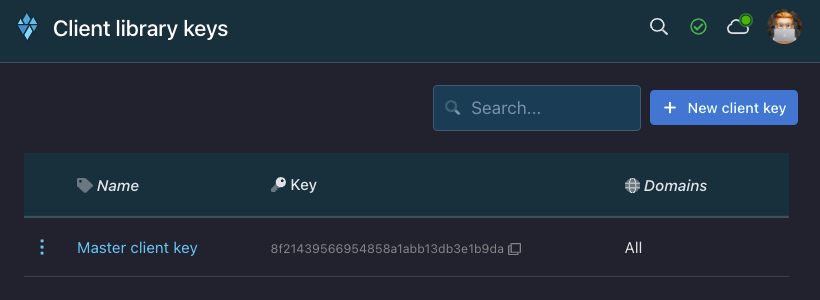 Client library keys
Search...
New client key
Name Key Domains
Master client key 8f21439566954858a1abb13db3e1b9da All